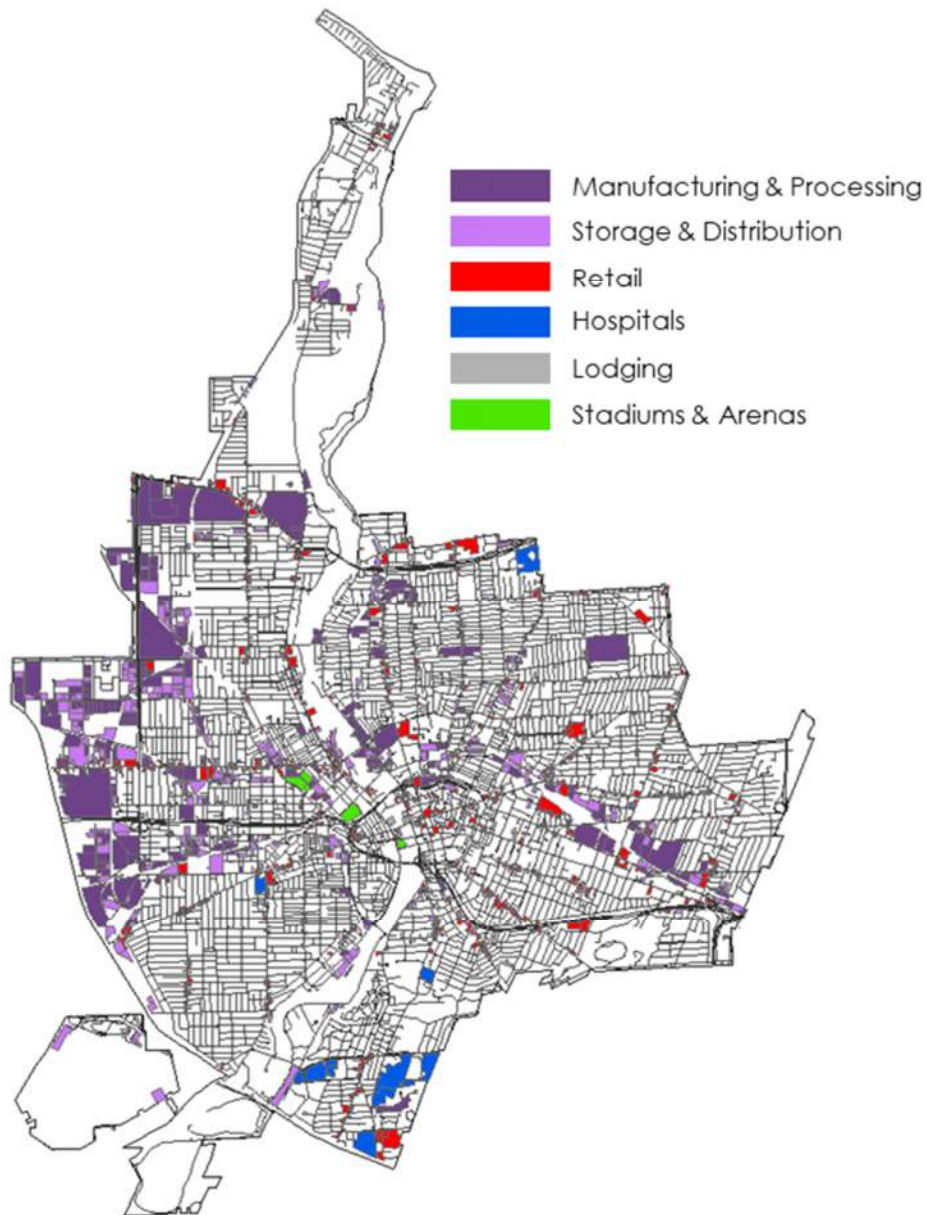 Manufacturing & Processing
Storage & Distribution
Retail
Hospitals
Lodging
Stadiums & Arenas